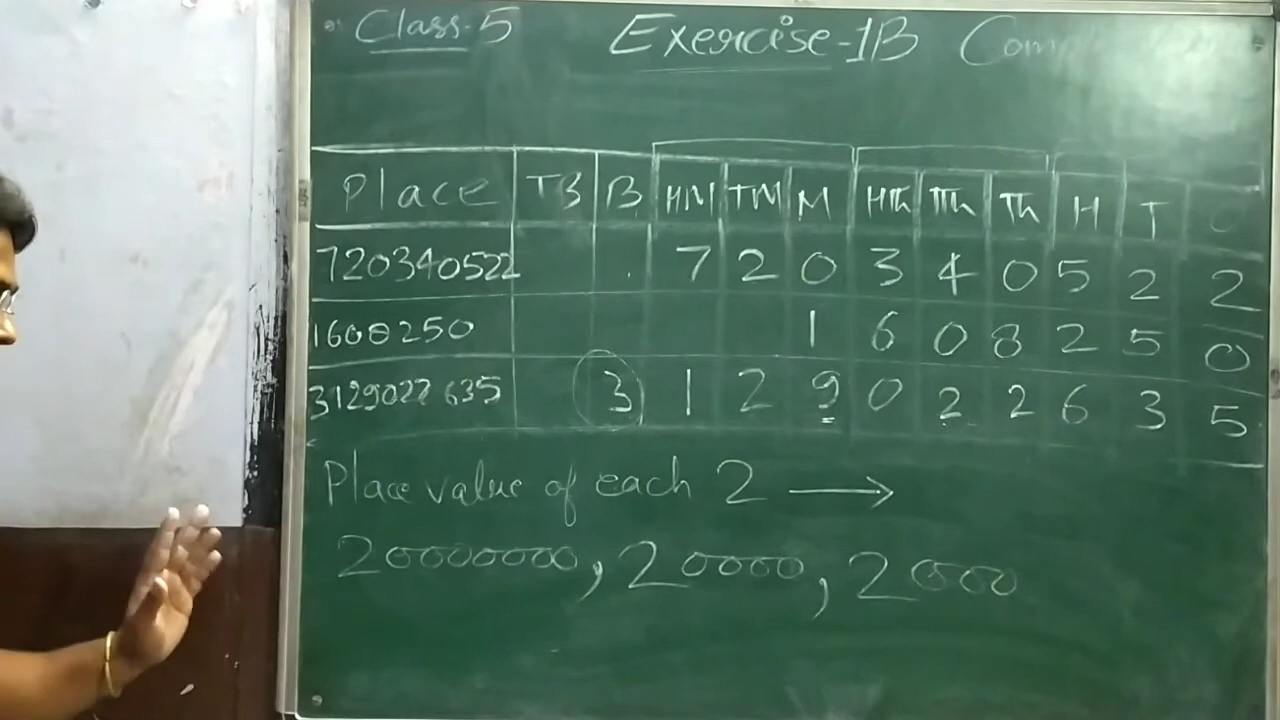 Class-5 Exercise-1B
Place TB B HM TM M HTh TTh Th H T O
720340522 7 2 0 3 4 0 5 2 2
1608250 1 6 0 8 2 5 0
3129022635 3 1 2 9 0 2 2 6 3 5
Place value of each 2 →
20000000, 20000, 2000